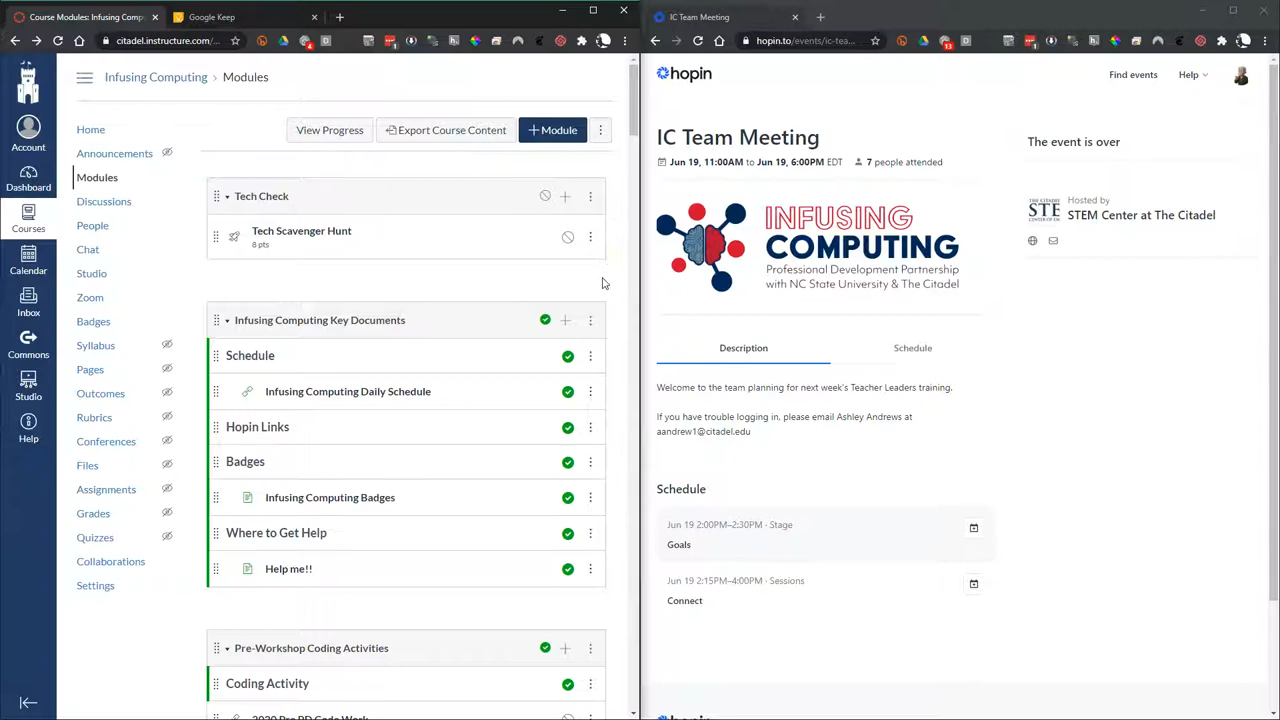 Course Modules: Infusing Comp
Google Keep
citadel.instructure.com/...
Infusing Computing › Modules
View Progress
Export Course Content
+ Module
Account
Dashboard
Courses
Calendar
Inbox
Commons
Studio
Help
Home
Announcements
Modules
Discussions
People
Chat
Studio
Zoom
Badges
Syllabus
Pages
Outcomes
Rubrics
Conferences
Files
Assignments
Grades
Quizzes
Collaborations
Settings
Tech Check
Tech Scavenger Hunt
8 pts
Infusing Computing Key Documents
Schedule
Infusing Computing Daily Schedule
Hopin Links
Badges
Infusing Computing Badges
Where to Get Help
Help me!!
Pre-Workshop Coding Activities
Coding Activity
2020 Pre PD Code Work
IC Team Meeting
hopin.to/events/ic-tea...
hopin
Find events
Help
IC Team Meeting
Jun 19, 11:00AM to Jun 19, 6:00PM EDT
7 people attended
INFUSING
COMPUTING
Professional Development Partnership
with NC State University & The Citadel
The event is over
THE CITADEL
STE
CENTER
Hosted by
STEM Center at The Citadel
Description
Schedule
Welcome to the team planning for next week's Teacher Leaders training.
If you have trouble logging in, please email Ashley Andrews at
aandrew1@citadel.edu
Schedule
Jun 19 2:00PM–2:30PM · Stage
Goals
Jun 19 2:15PM–4:00PM · Sessions
Connect